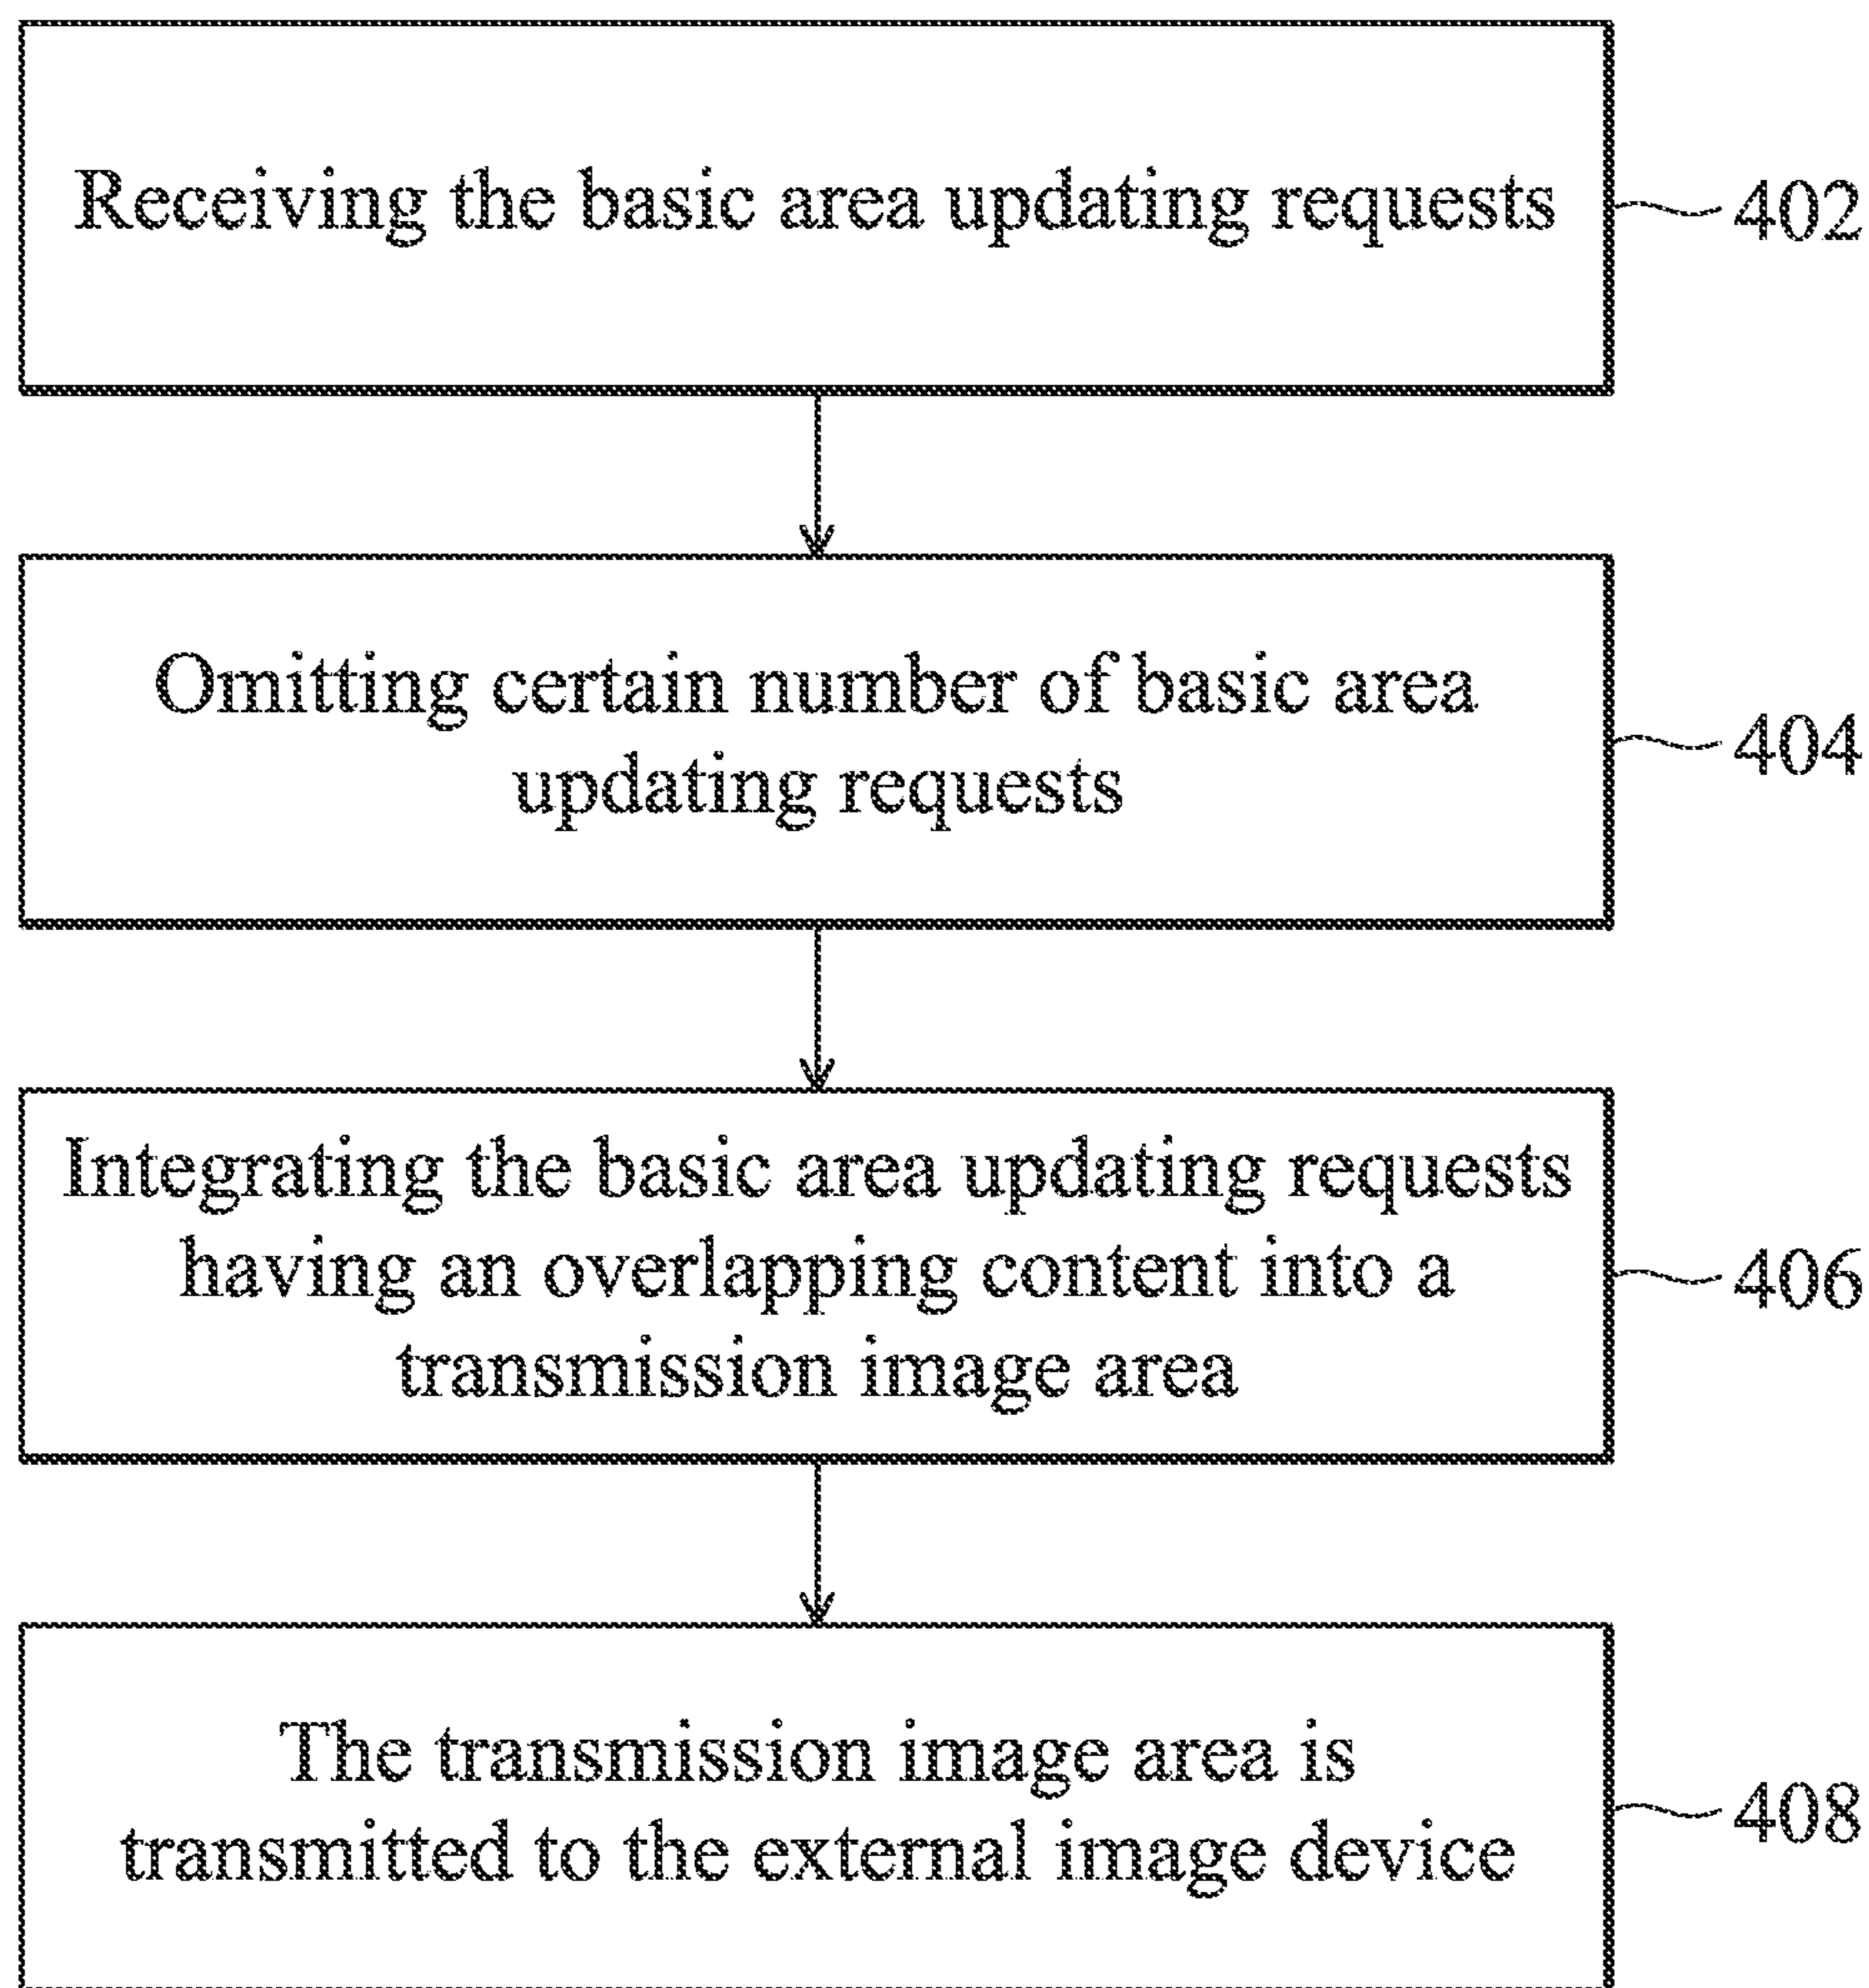 Receiving the basic area updating requests
402
Omitting certain number of basic area
updating requests
404
Integrating the basic area updating requests
having an overlapping content into a
transmission image area
406
The transmission image area is
transmitted to the external image device
408